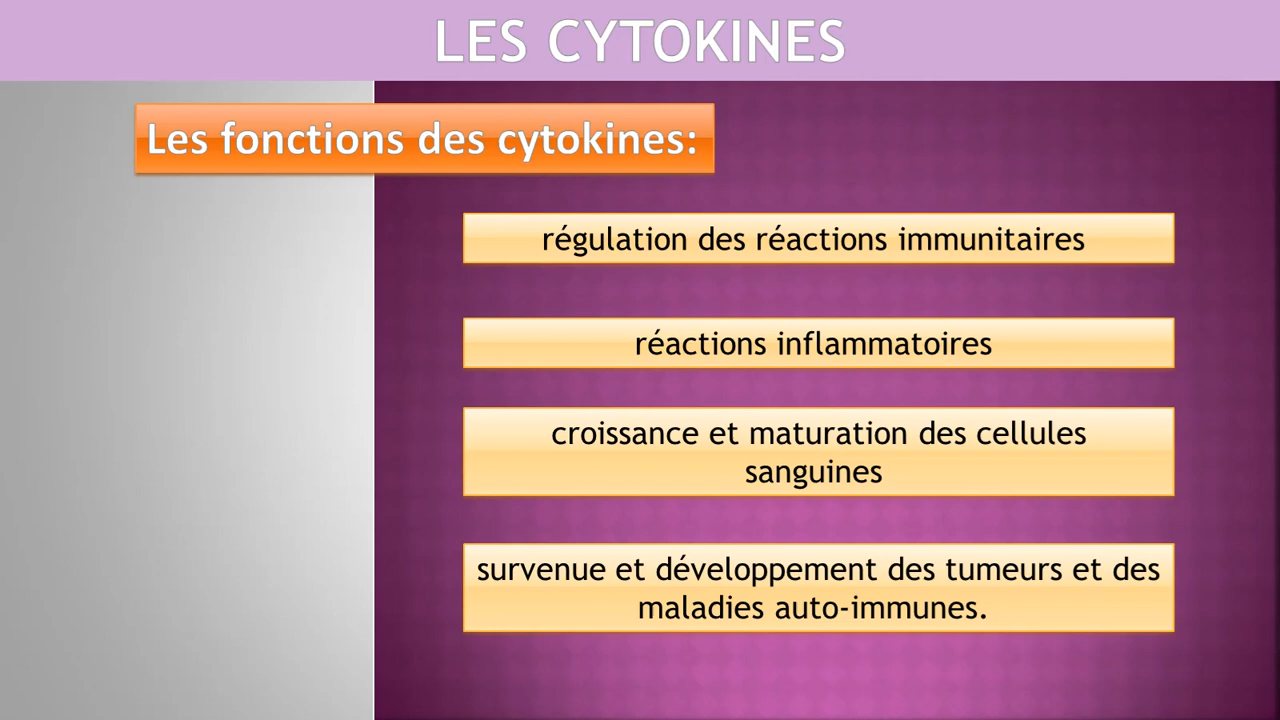 LES CYTOKINES
Les fonctions des cytokines:
régulation des réactions immunitaires
réactions inflammatoires
croissance et maturation des cellules
sanguines
survenue et développement des tumeurs et des
maladies auto-immunes.